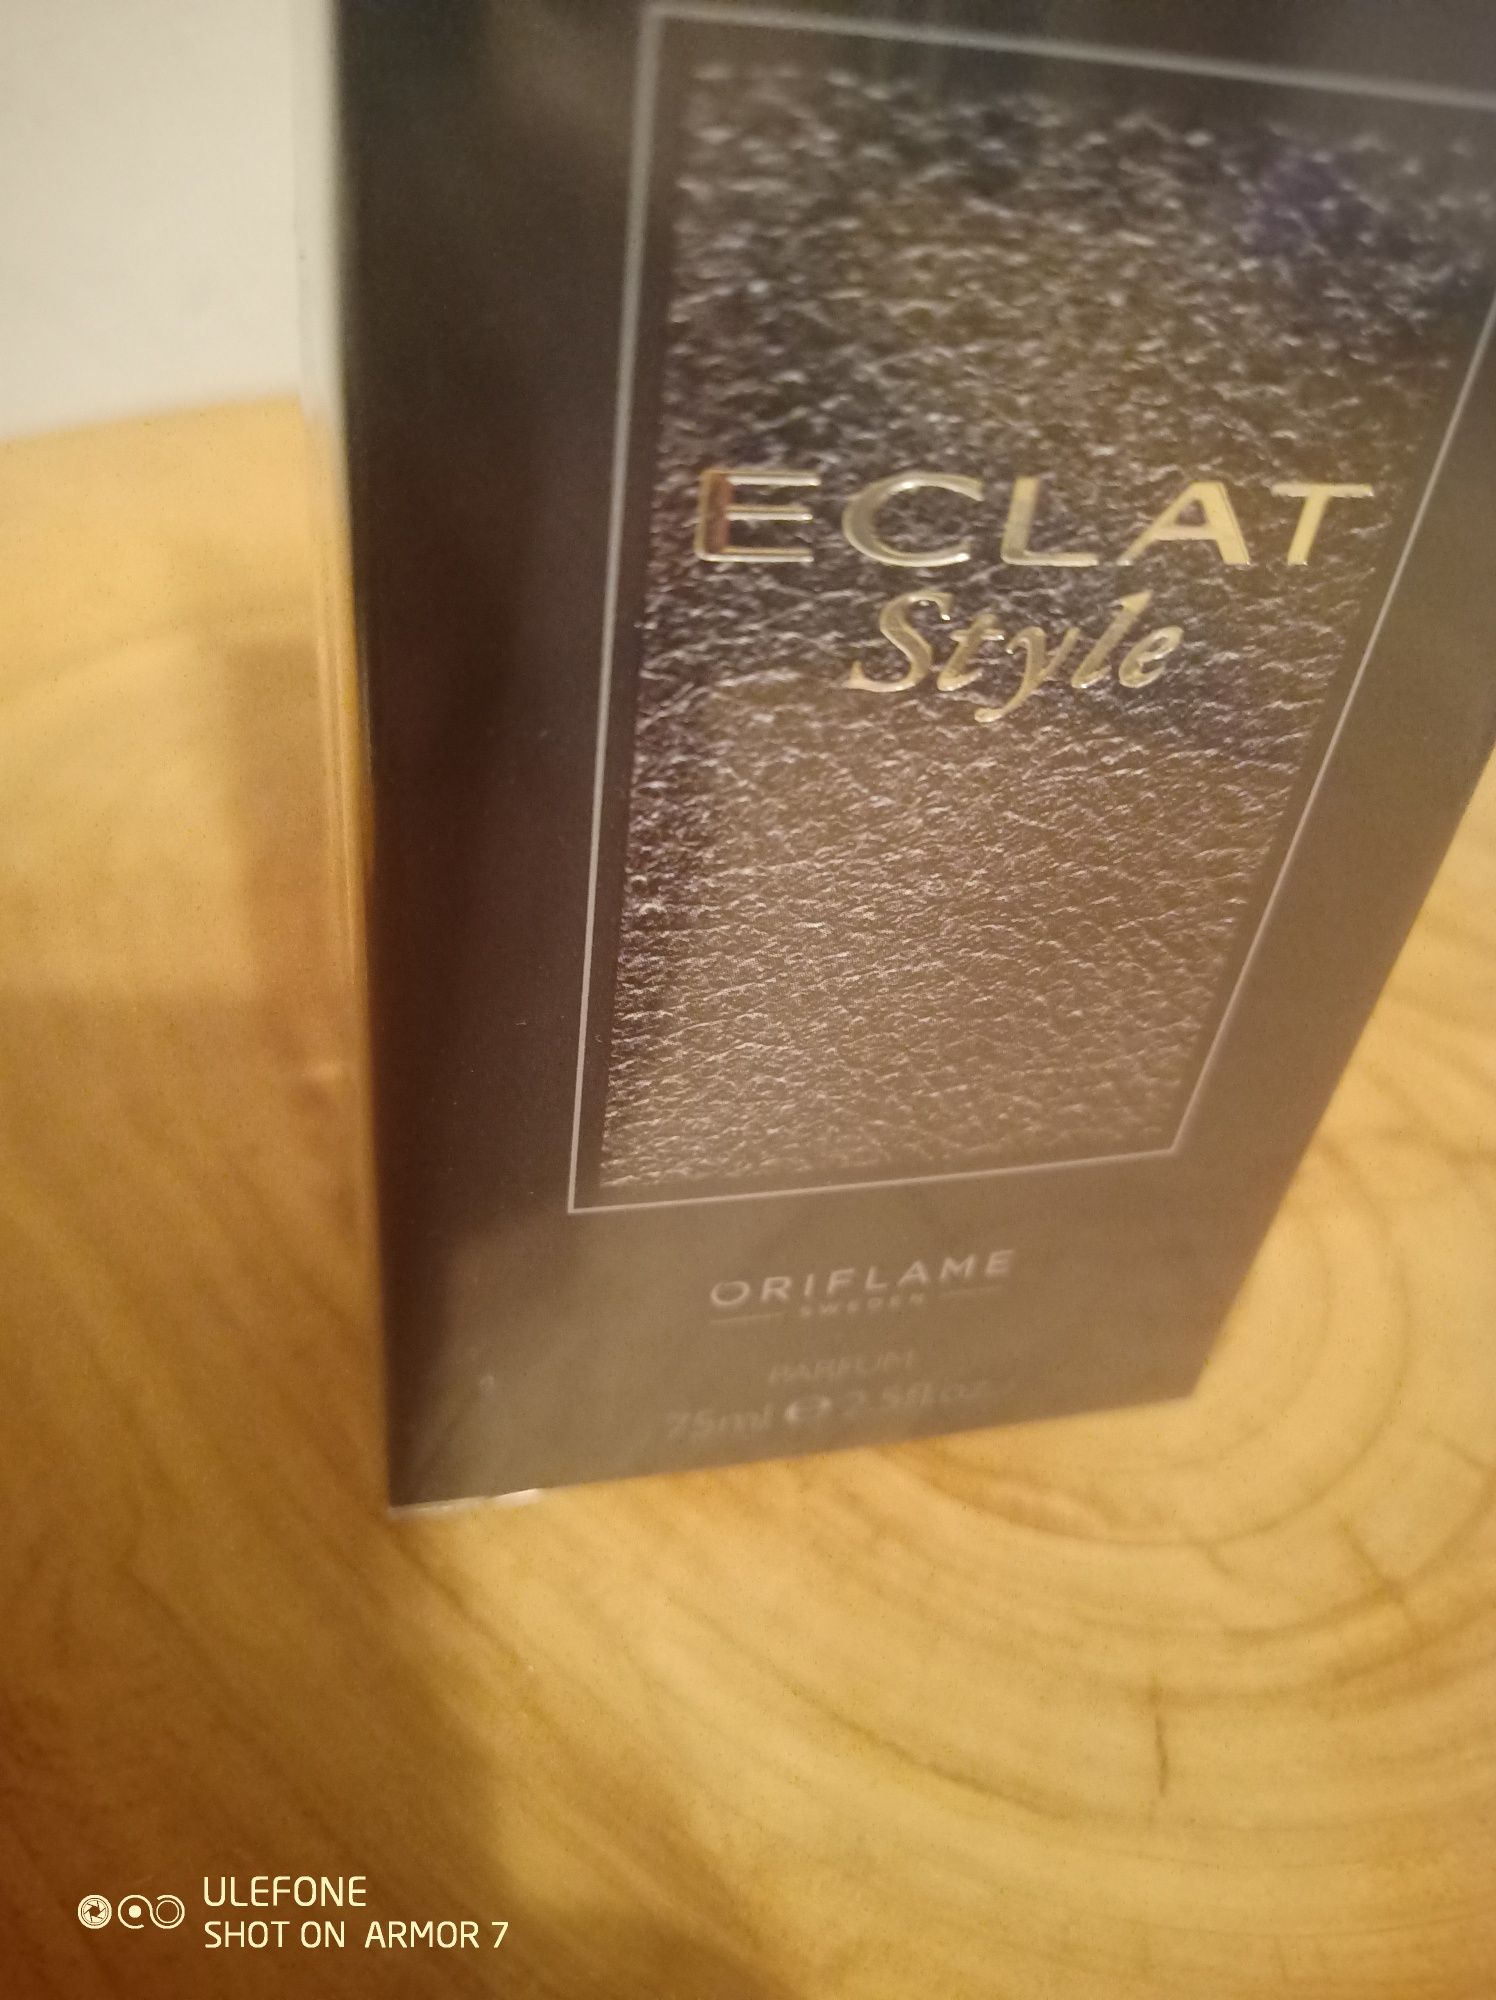 ECLAT
Style
ORIFLAME
SWEDEN
PARFUM
75ml ℮ 2.5fl.oz.
ULEFONE
SHOT ON ARMOR 7